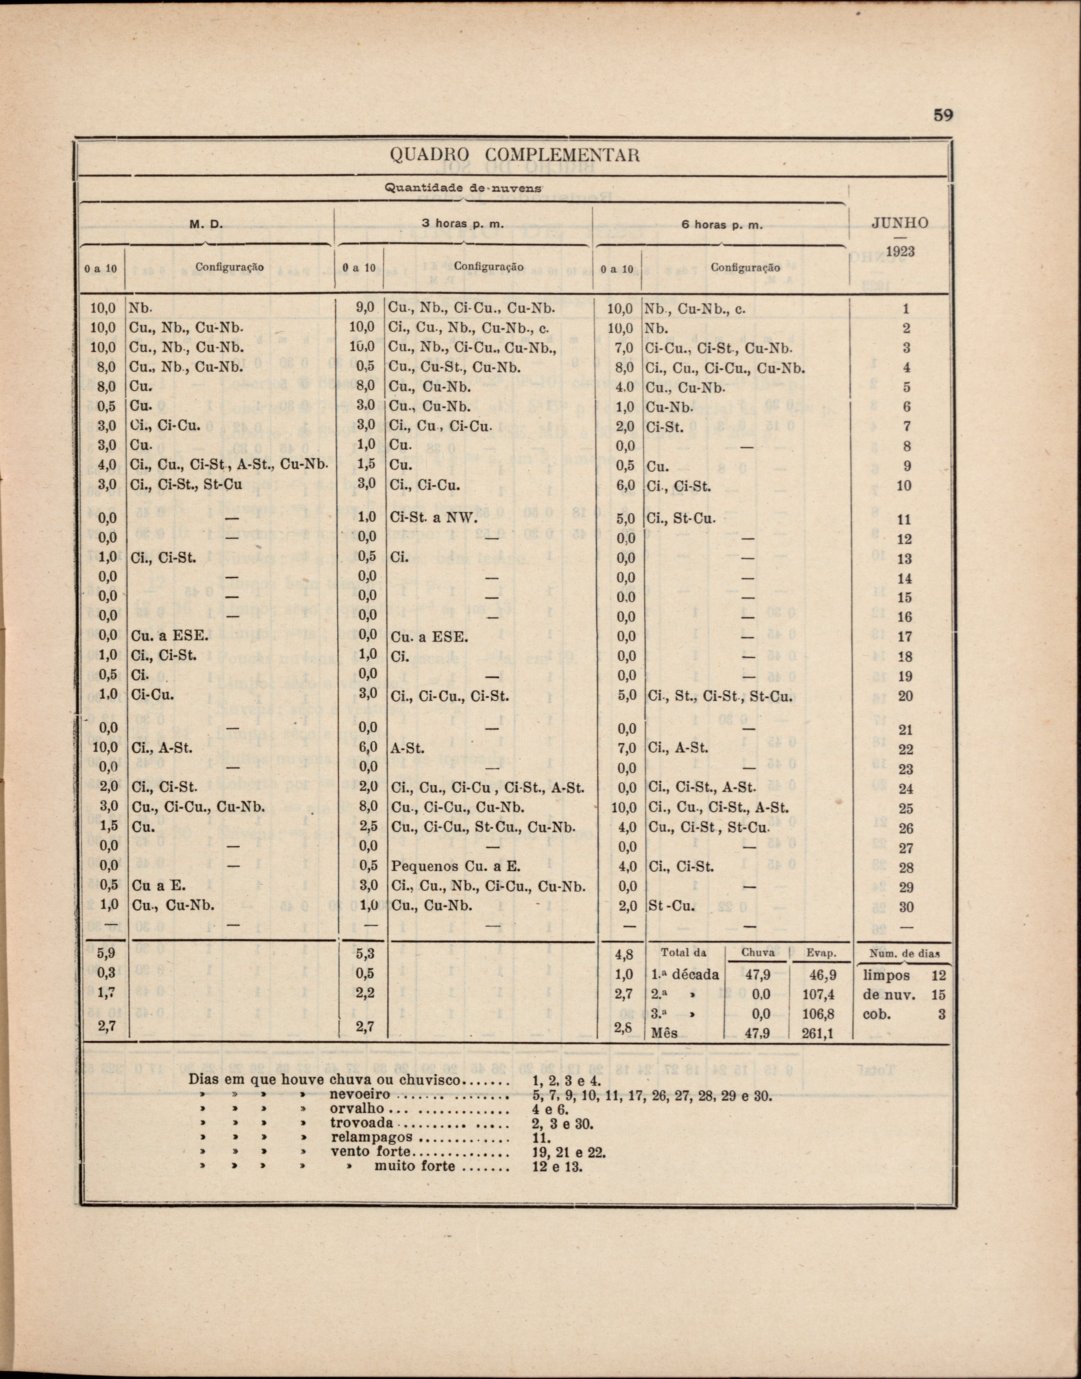 59
QUADRO COMPLEMENTAR
Quantidade de nuvens
M. D. 3 horas p. m. 6 horas p. m. JUNHO
—
1923
0 a 10 Configuração 0 a 10 Configuração 0 a 10 Configuração
10,0 Nb. 9,0 Cu., Nb., Ci-Cu., Cu-Nb. 10,0 Nb., Cu-Nb., c. 1
10,0 Cu., Nb., Cu-Nb. 10,0 Ci., Cu., Nb., Cu-Nb., c. 10,0 Nb. 2
10,0 Cu., Nb., Cu-Nb. 10,0 Cu., Nb., Ci-Cu., Cu-Nb., 7,0 Ci-Cu., Ci-St., Cu-Nb. 3
8,0 Cu., Nb., Cu-Nb. 0,5 Cu., Cu-St., Cu-Nb. 8,0 Ci., Cu., Ci-Cu., Cu-Nb. 4
8,0 Cu. 8,0 Cu., Cu-Nb. 4.0 Cu., Cu-Nb. 5
0,5 Cu. 3,0 Cu., Cu-Nb. 1,0 Cu-Nb. 6
3,0 Ci., Ci-Cu. 3,0 Ci., Cu., Ci-Cu. 2,0 Ci-St. 7
3,0 Cu. 1,0 Cu. 0,0 — 8
4,0 Ci., Cu., Ci-St., A-St., Cu-Nb. 1,5 Cu. 0,5 Cu. 9
3,0 Ci., Ci-St., St-Cu 3,0 Ci., Ci-Cu. 6,0 Ci., Ci-St. 10
0,0 — 1,0 Ci-St. a NW. 5,0 Ci., St-Cu. 11
0,0 — 0,0 — 0,0 — 12
1,0 Ci., Ci-St. 0,5 Ci. 0,0 — 13
0,0 — 0,0 — 0,0 — 14
0,0 — 0,0 — 0.0 — 15
0,0 — 0,0 — 0,0 — 16
0,0 Cu. a ESE. 0,0 Cu. a ESE. 0,0 — 17
1,0 Ci., Ci-St. 1,0 Ci. 0,0 — 18
0,5 Ci. 0,0 — 0,0 — 19
1,0 Ci-Cu. 3,0 Ci., Ci-Cu., Ci-St. 5,0 Ci., St., Ci-St., St-Cu. 20
0,0 — 0,0 — 0,0 — 21
10,0 Ci., A-St. 6,0 A-St. 7,0 Ci., A-St. 22
0,0 — 0,0 — 0,0 — 23
2,0 Ci., Ci-St. 2,0 Ci., Cu., Ci-Cu , Ci-St., A-St. 0,0 Ci., Ci-St., A-St. 24
3,0 Cu., Ci-Cu., Cu-Nb. 8,0 Cu., Ci-Cu., Cu-Nb. 10,0 Ci., Cu., Ci-St., A-St. 25
1,5 Cu. 2,5 Cu., Ci-Cu., St-Cu., Cu-Nb. 4,0 Cu., Ci-St , St-Cu. 26
0,0 — 0,0 — 0,0 — 27
0,0 — 0,5 Pequenos Cu. a E. 4,0 Ci., Ci-St. 28
0,5 Cu a E. 3,0 Ci., Cu., Nb., Ci-Cu., Cu-Nb. 0,0 — 29
1,0 Cu., Cu-Nb. 1,0 Cu., Cu-Nb. 2,0 St-Cu. 30
— — — — — — —
5,9 5,3 4,8 Total da Chuva Evap. Num. de dias
0,3 0,5 1,0 1.ª década 47,9 46,9 limpos 12
1,7 2,2 2,7 2.ª » 0,0 107,4 de nuv. 15
3.ª » 0,0 106,8 cob. 3
2,7 2,7 2,8 Mês 47,9 261,1
Dias em que houve chuva ou chuvisco....... 1, 2, 3 e 4.
» » » » nevoeiro ............... 5, 7, 9, 10, 11, 17, 26, 27, 28, 29 e 30.
» » » » orvalho ................. 4 e 6.
» » » » trovoada ................ 2, 3 e 30.
» » » » relampagos ............. 11.
» » » » vento forte.............. 19, 21 e 22.
» » » » » muito forte ....... 12 e 13.